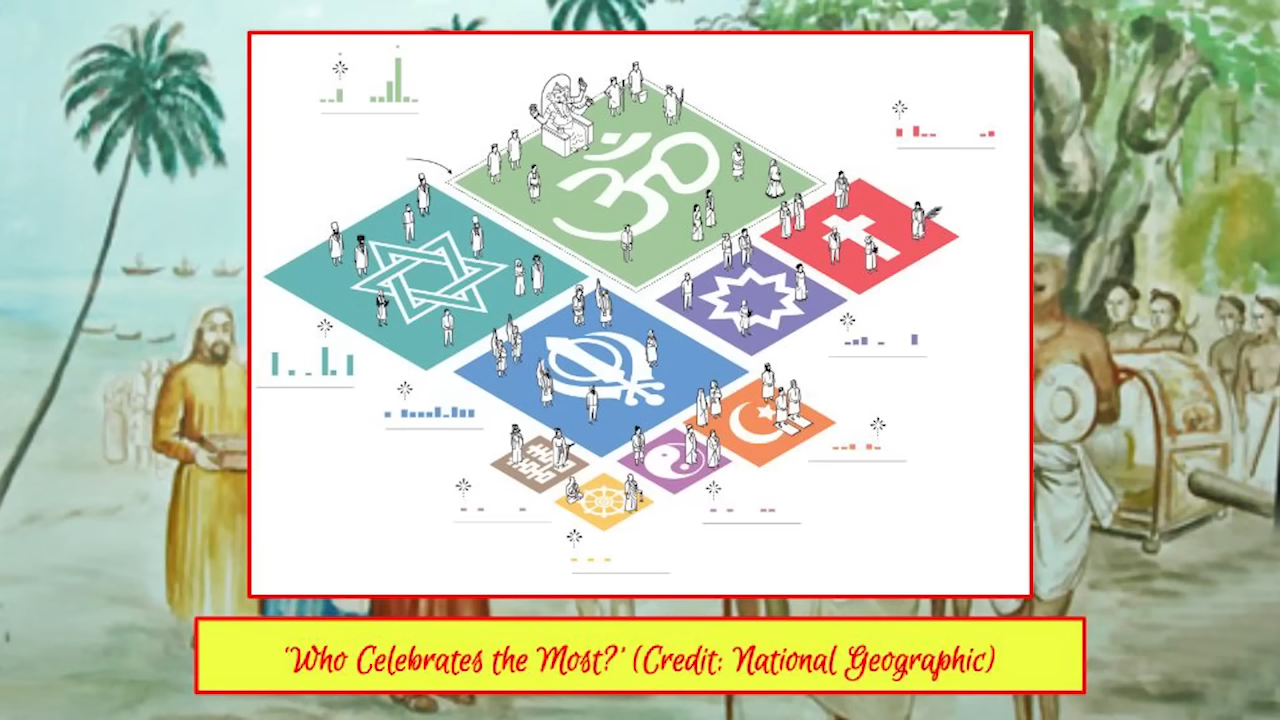 ॐ
'Who Celebrates the Most?' (Credit: National Geographic)